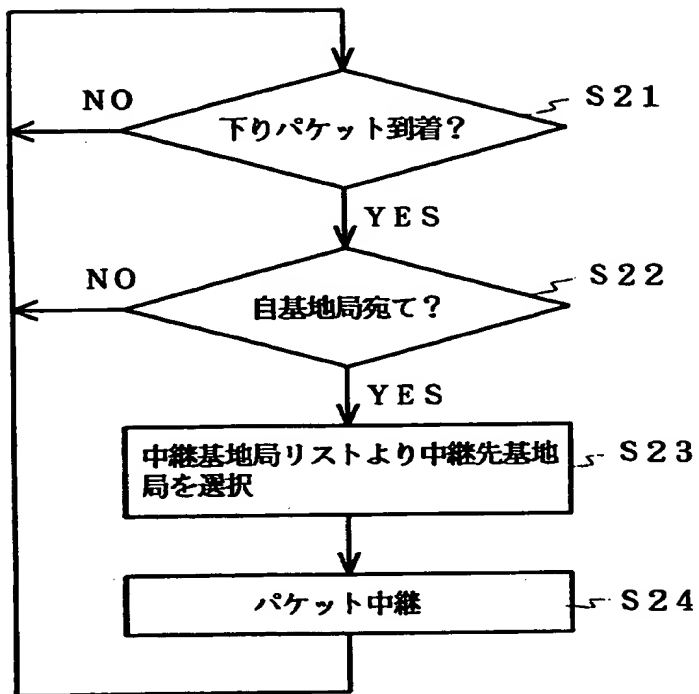 NO
S21
下りパケット到着?
YES
NO
S22
自基地局宛て?
YES
中継基地局リストより中継先基地
局を選択
S23
パケット中継
S24